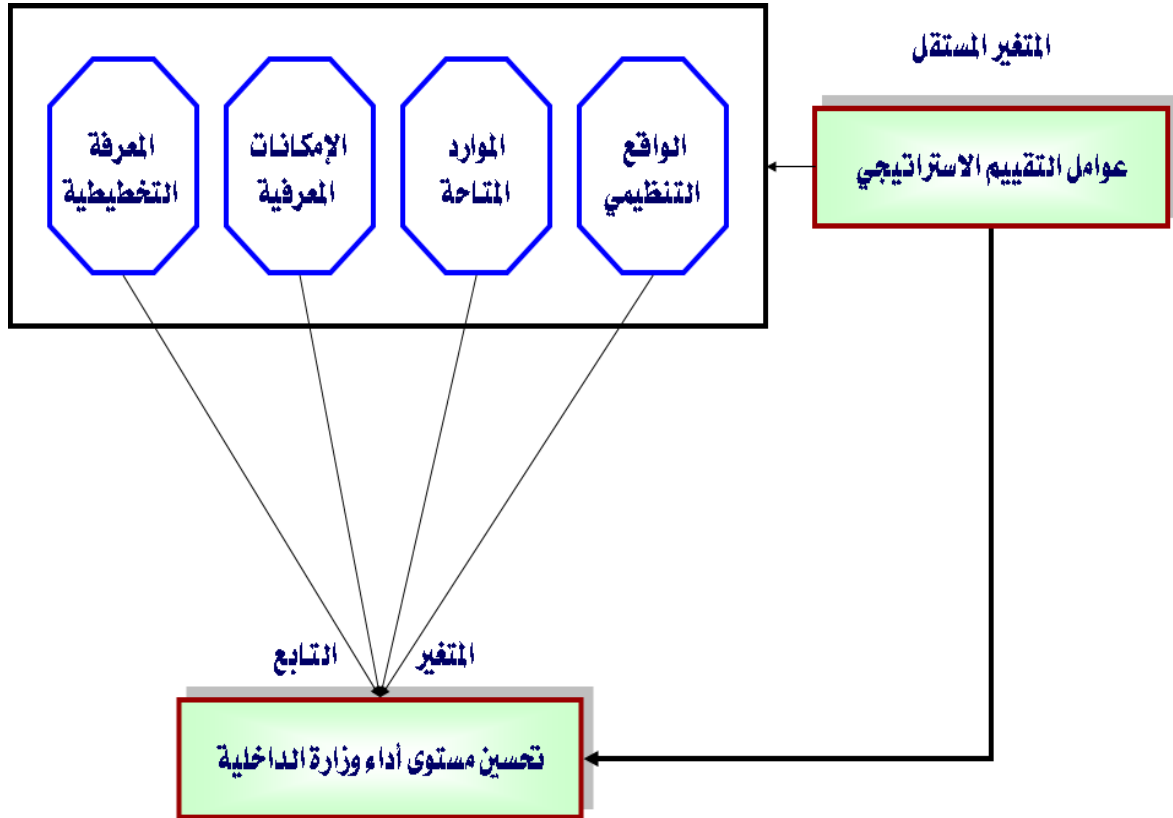 المتغير المستقل
عوامل التقييم الاستراتيجي
الواقع
التنظيمي
الموارد
المتاحة
الإمكانات
المعرفية
المعرفة
التخطيطية
المتغير التابع
تحسين مستوى أداء وزارة الداخلية